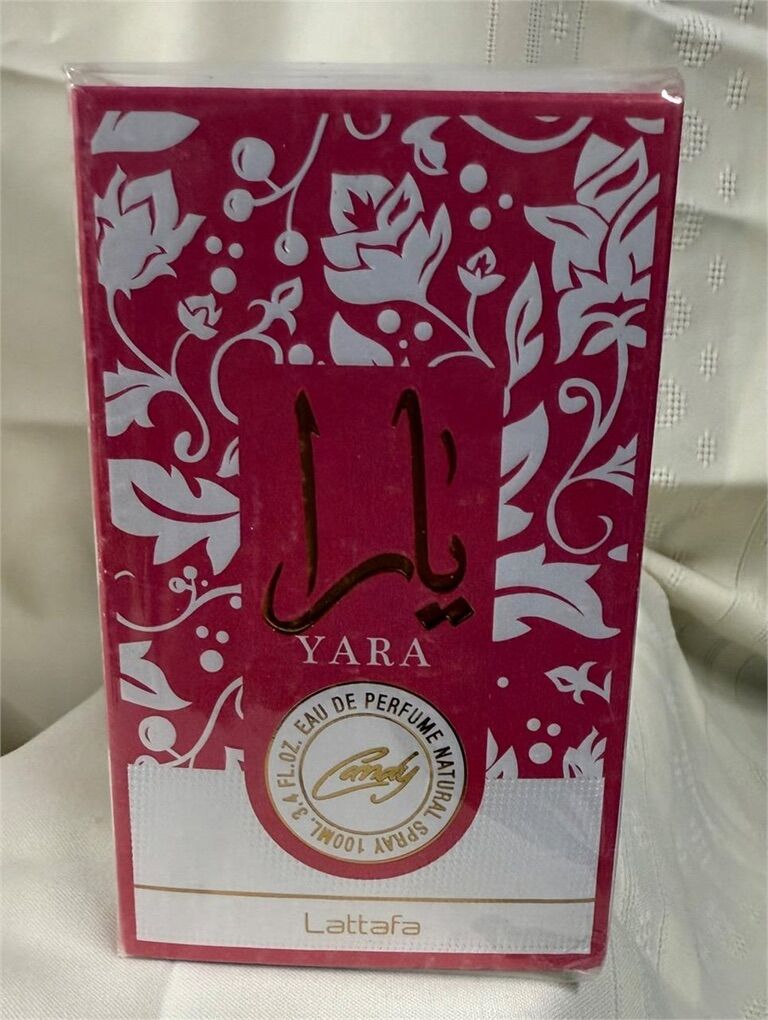 يارا
YARA
EAU DE PERFUME NATURAL SPRAY 100ML. 3.4 FL.OZ.
Candy
Lattafa